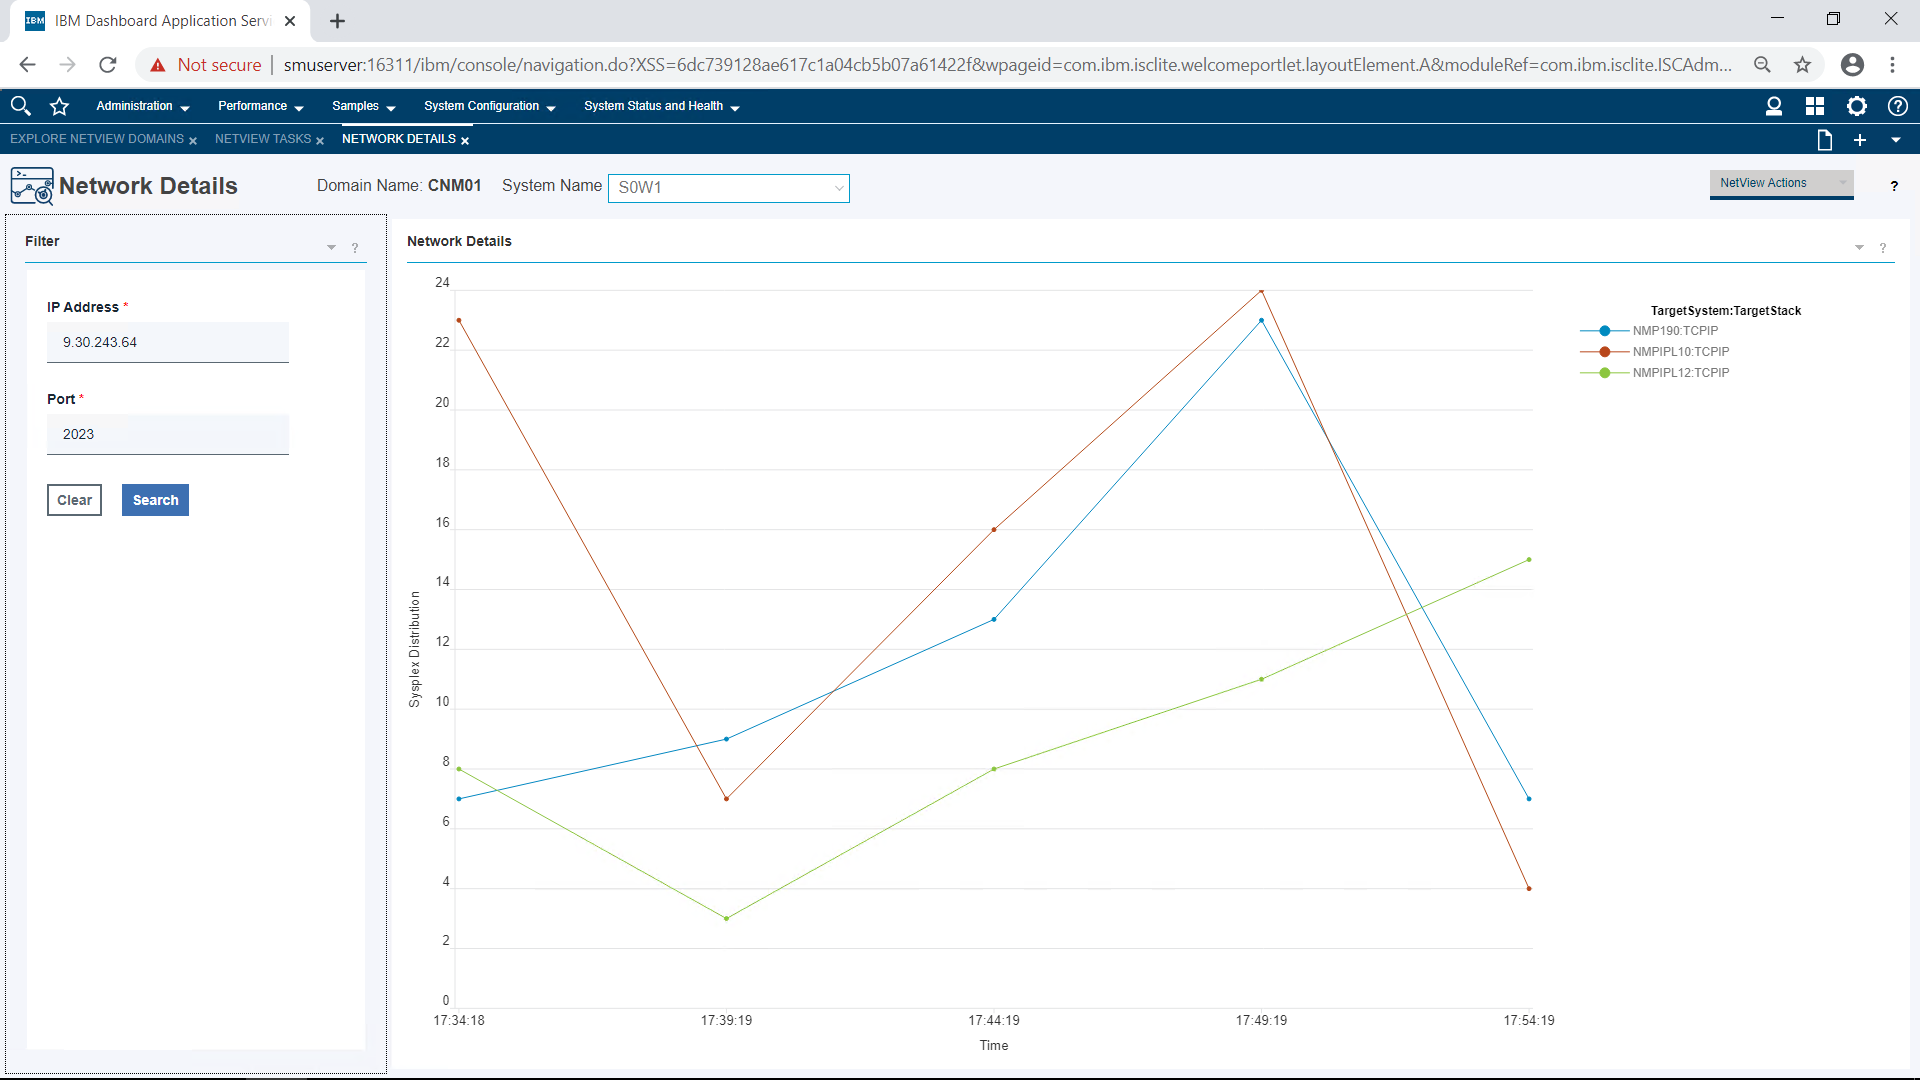 IBM IBM Dashboard Application Servi
Not secure smuserver:16311/ibm/console/navigation.do?XSS=6dc739128ae617c1a04cb5b07a61422f&wpageid=com.ibm.isclite.welcomeportlet.layoutElement.A&moduleRef=com.ibm.isclite.ISCAdm...
Administration Performance Samples System Configuration System Status and Health
EXPLORE NETVIEW DOMAINS NETVIEW TASKS NETWORK DETAILS
Network Details Domain Name: CNM01 System Name S0W1 NetView Actions ?
Filter ?
IP Address *
9.30.243.64
Port *
2023
Clear Search
Network Details ?
24
22
20
18
16
14
12
10
8
6
4
2
0
Sysplex Distribution
17:34:18 17:39:19 17:44:19 17:49:19 17:54:19
Time
TargetSystem:TargetStack
NMP190:TCPIP
NMPIPL10:TCPIP
NMPIPL12:TCPIP